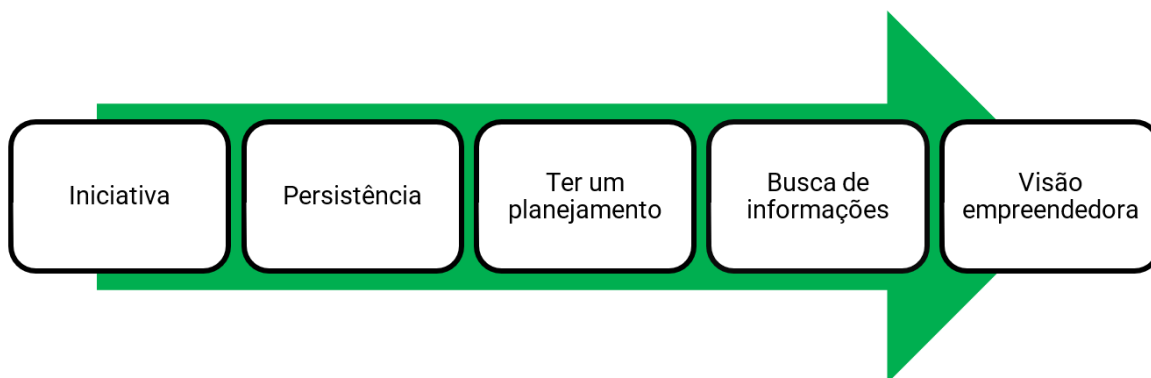 Iniciativa
Persistência
Ter um
planejamento
Busca de
informações
Visão
empreendedora